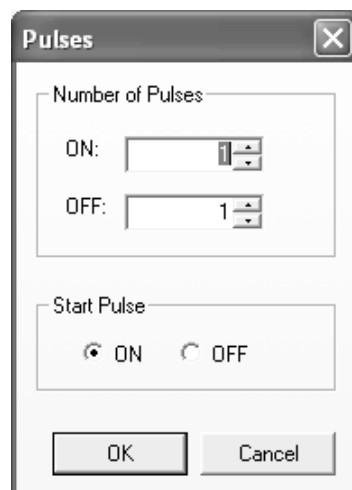 Pulses
Number of Pulses
ON: 1
OFF: 1
Start Pulse
ON OFF
OK Cancel